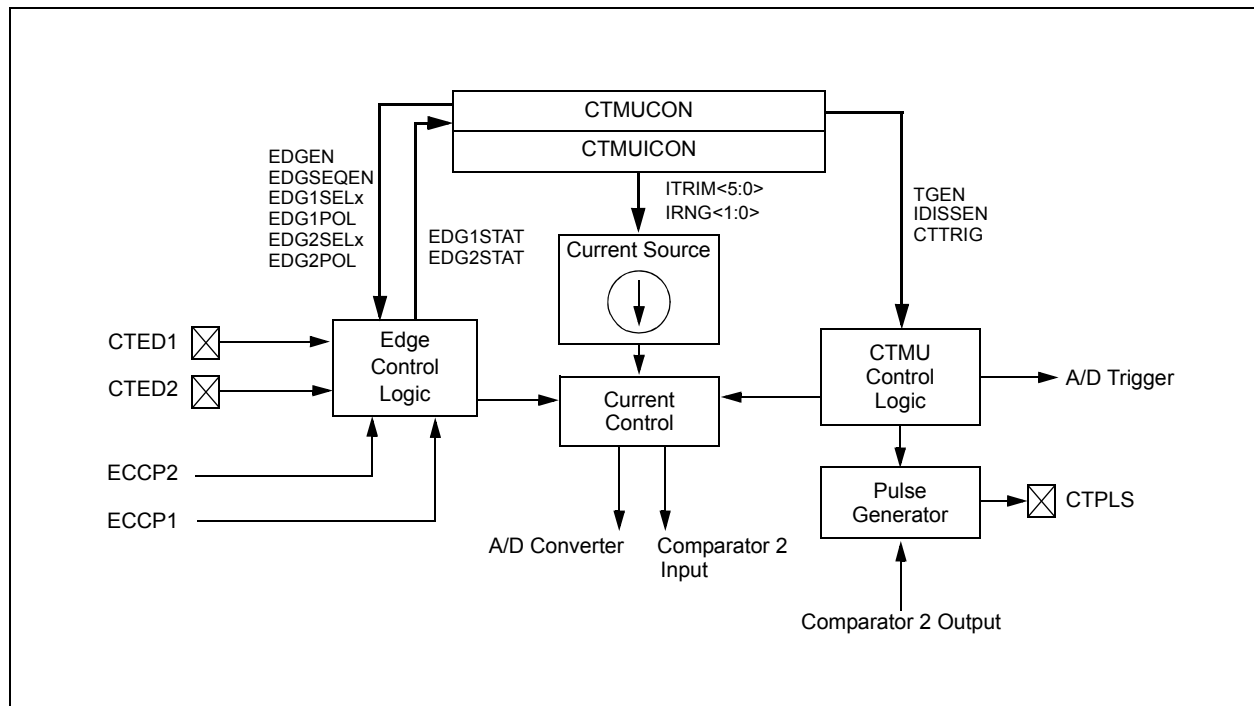 CTMUCON
CTMUICON
EDGEN
EDGSEQEN
EDG1SELx
EDG1POL
EDG2SELx
EDG2POL
EDG1STAT
EDG2STAT
ITRIM<5:0>
IRNG<1:0>
TGEN
IDISSEN
CTTRIG
Current Source
CTED1
CTED2
Edge
Control
Logic
Current
Control
CTMU
Control
Logic
A/D Trigger
ECCP2
ECCP1
Pulse
Generator
CTPLS
A/D Converter
Comparator 2
Input
Comparator 2 Output